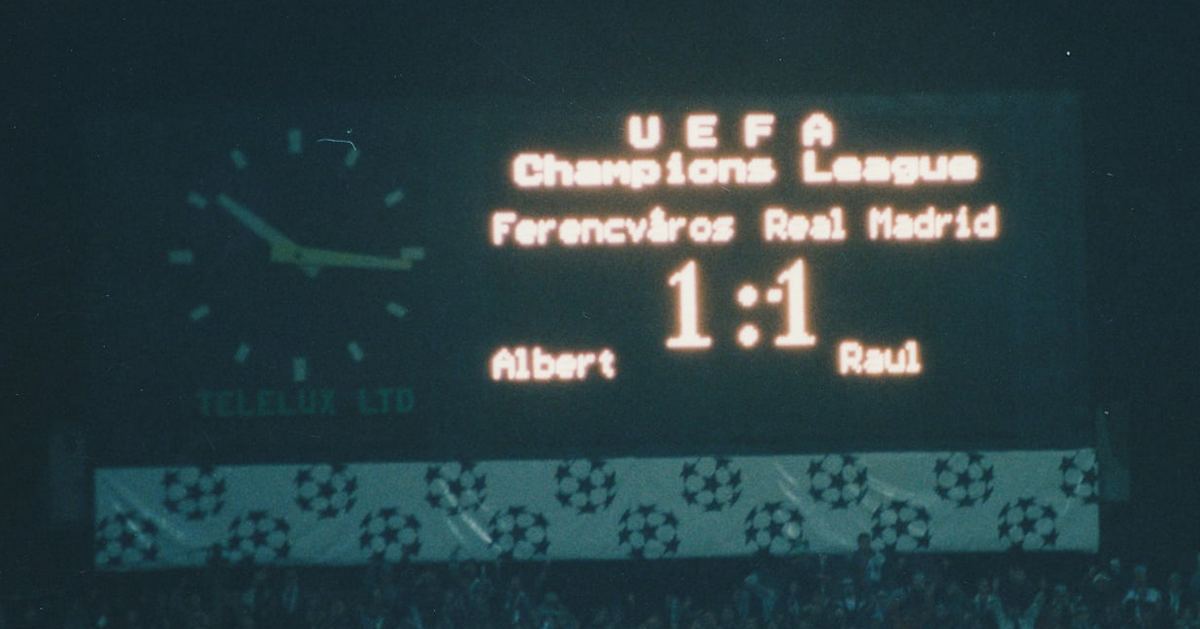 U E F A
Champions League
Ferencváros Real Madrid
1:1
Albert Raul
TELELUX LTD